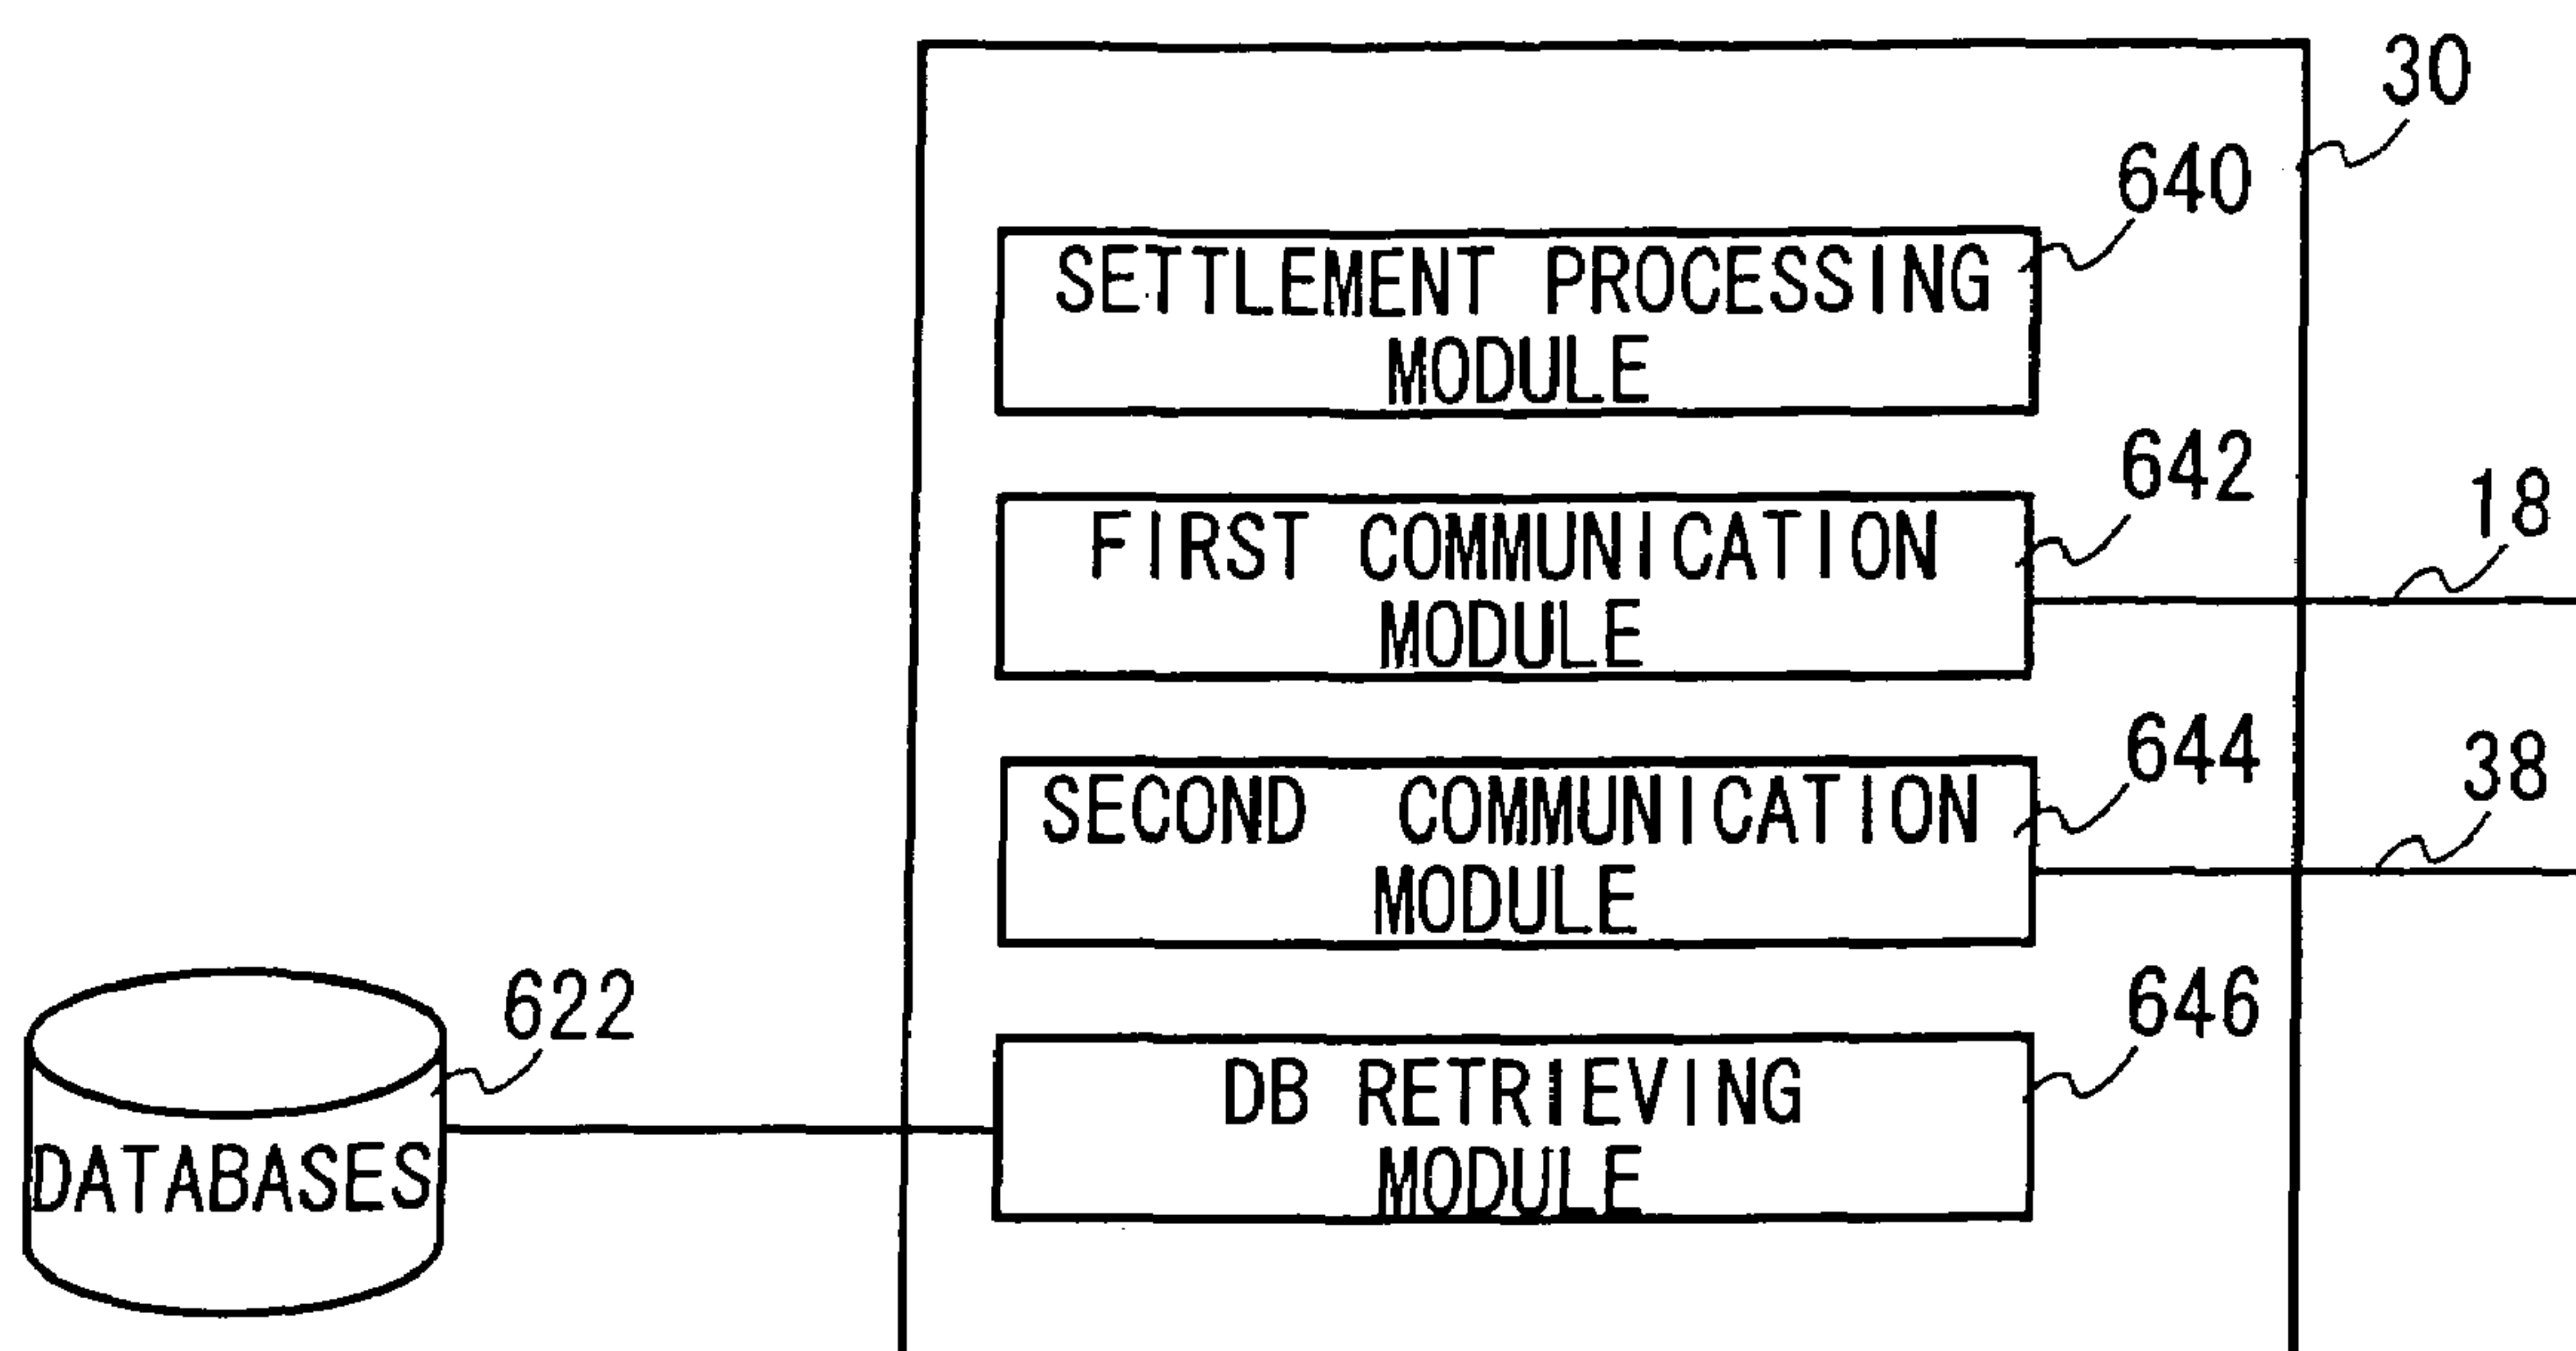 30
640
SETTLEMENT PROCESSING
MODULE
642
FIRST COMMUNICATION
MODULE
18
644
SECOND COMMUNICATION
MODULE
38
622
DATABASES
646
DB RETRIEVING
MODULE